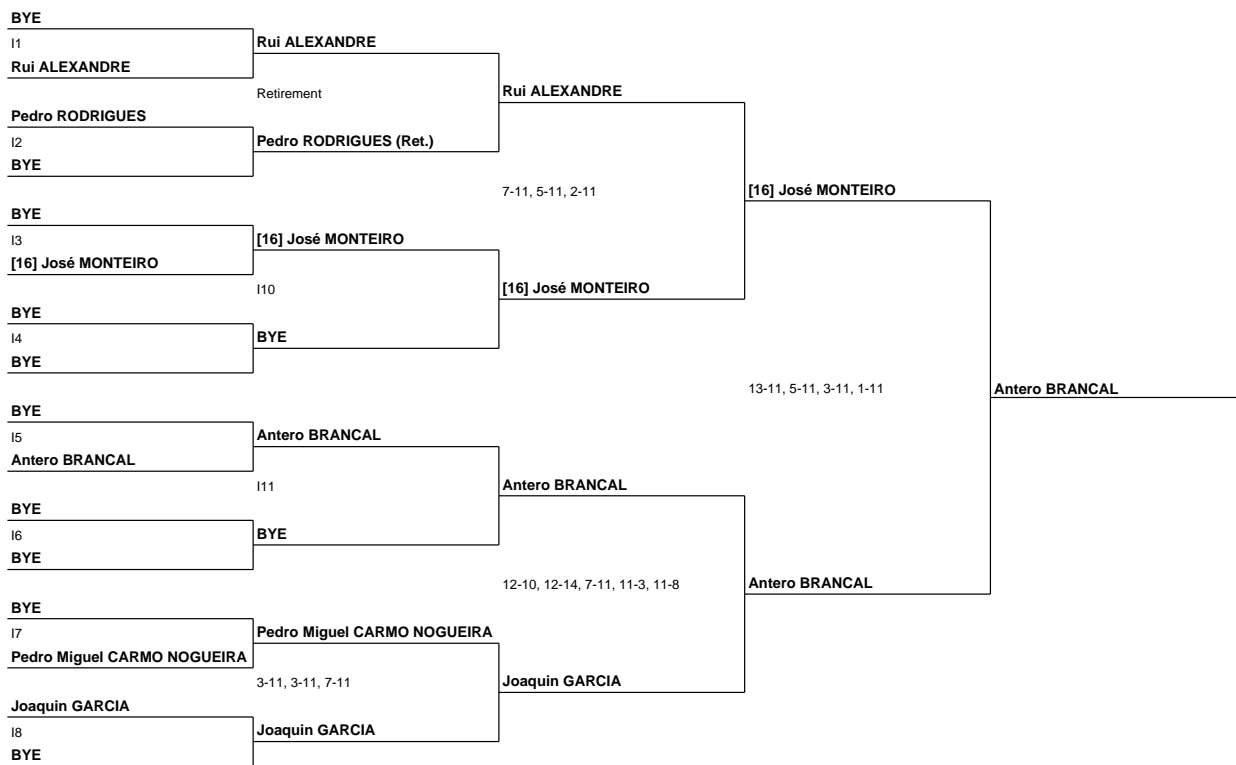 BYE
I1
Rui ALEXANDRE
Rui ALEXANDRE
Retirement
Rui ALEXANDRE
Pedro RODRIGUES
I2
Pedro RODRIGUES (Ret.)
BYE
7-11, 5-11, 2-11
[16] José MONTEIRO
BYE
I3
[16] José MONTEIRO
[16] José MONTEIRO
I10
[16] José MONTEIRO
BYE
I4
BYE
BYE
13-11, 5-11, 3-11, 1-11
Antero BRANCAL
BYE
I5
Antero BRANCAL
Antero BRANCAL
I11
Antero BRANCAL
BYE
I6
BYE
BYE
12-10, 12-14, 7-11, 11-3, 11-8
Antero BRANCAL
BYE
I7
Pedro Miguel CARMO NOGUEIRA
Pedro Miguel CARMO NOGUEIRA
3-11, 3-11, 7-11
Joaquin GARCIA
Joaquin GARCIA
I8
Joaquin GARCIA
BYE